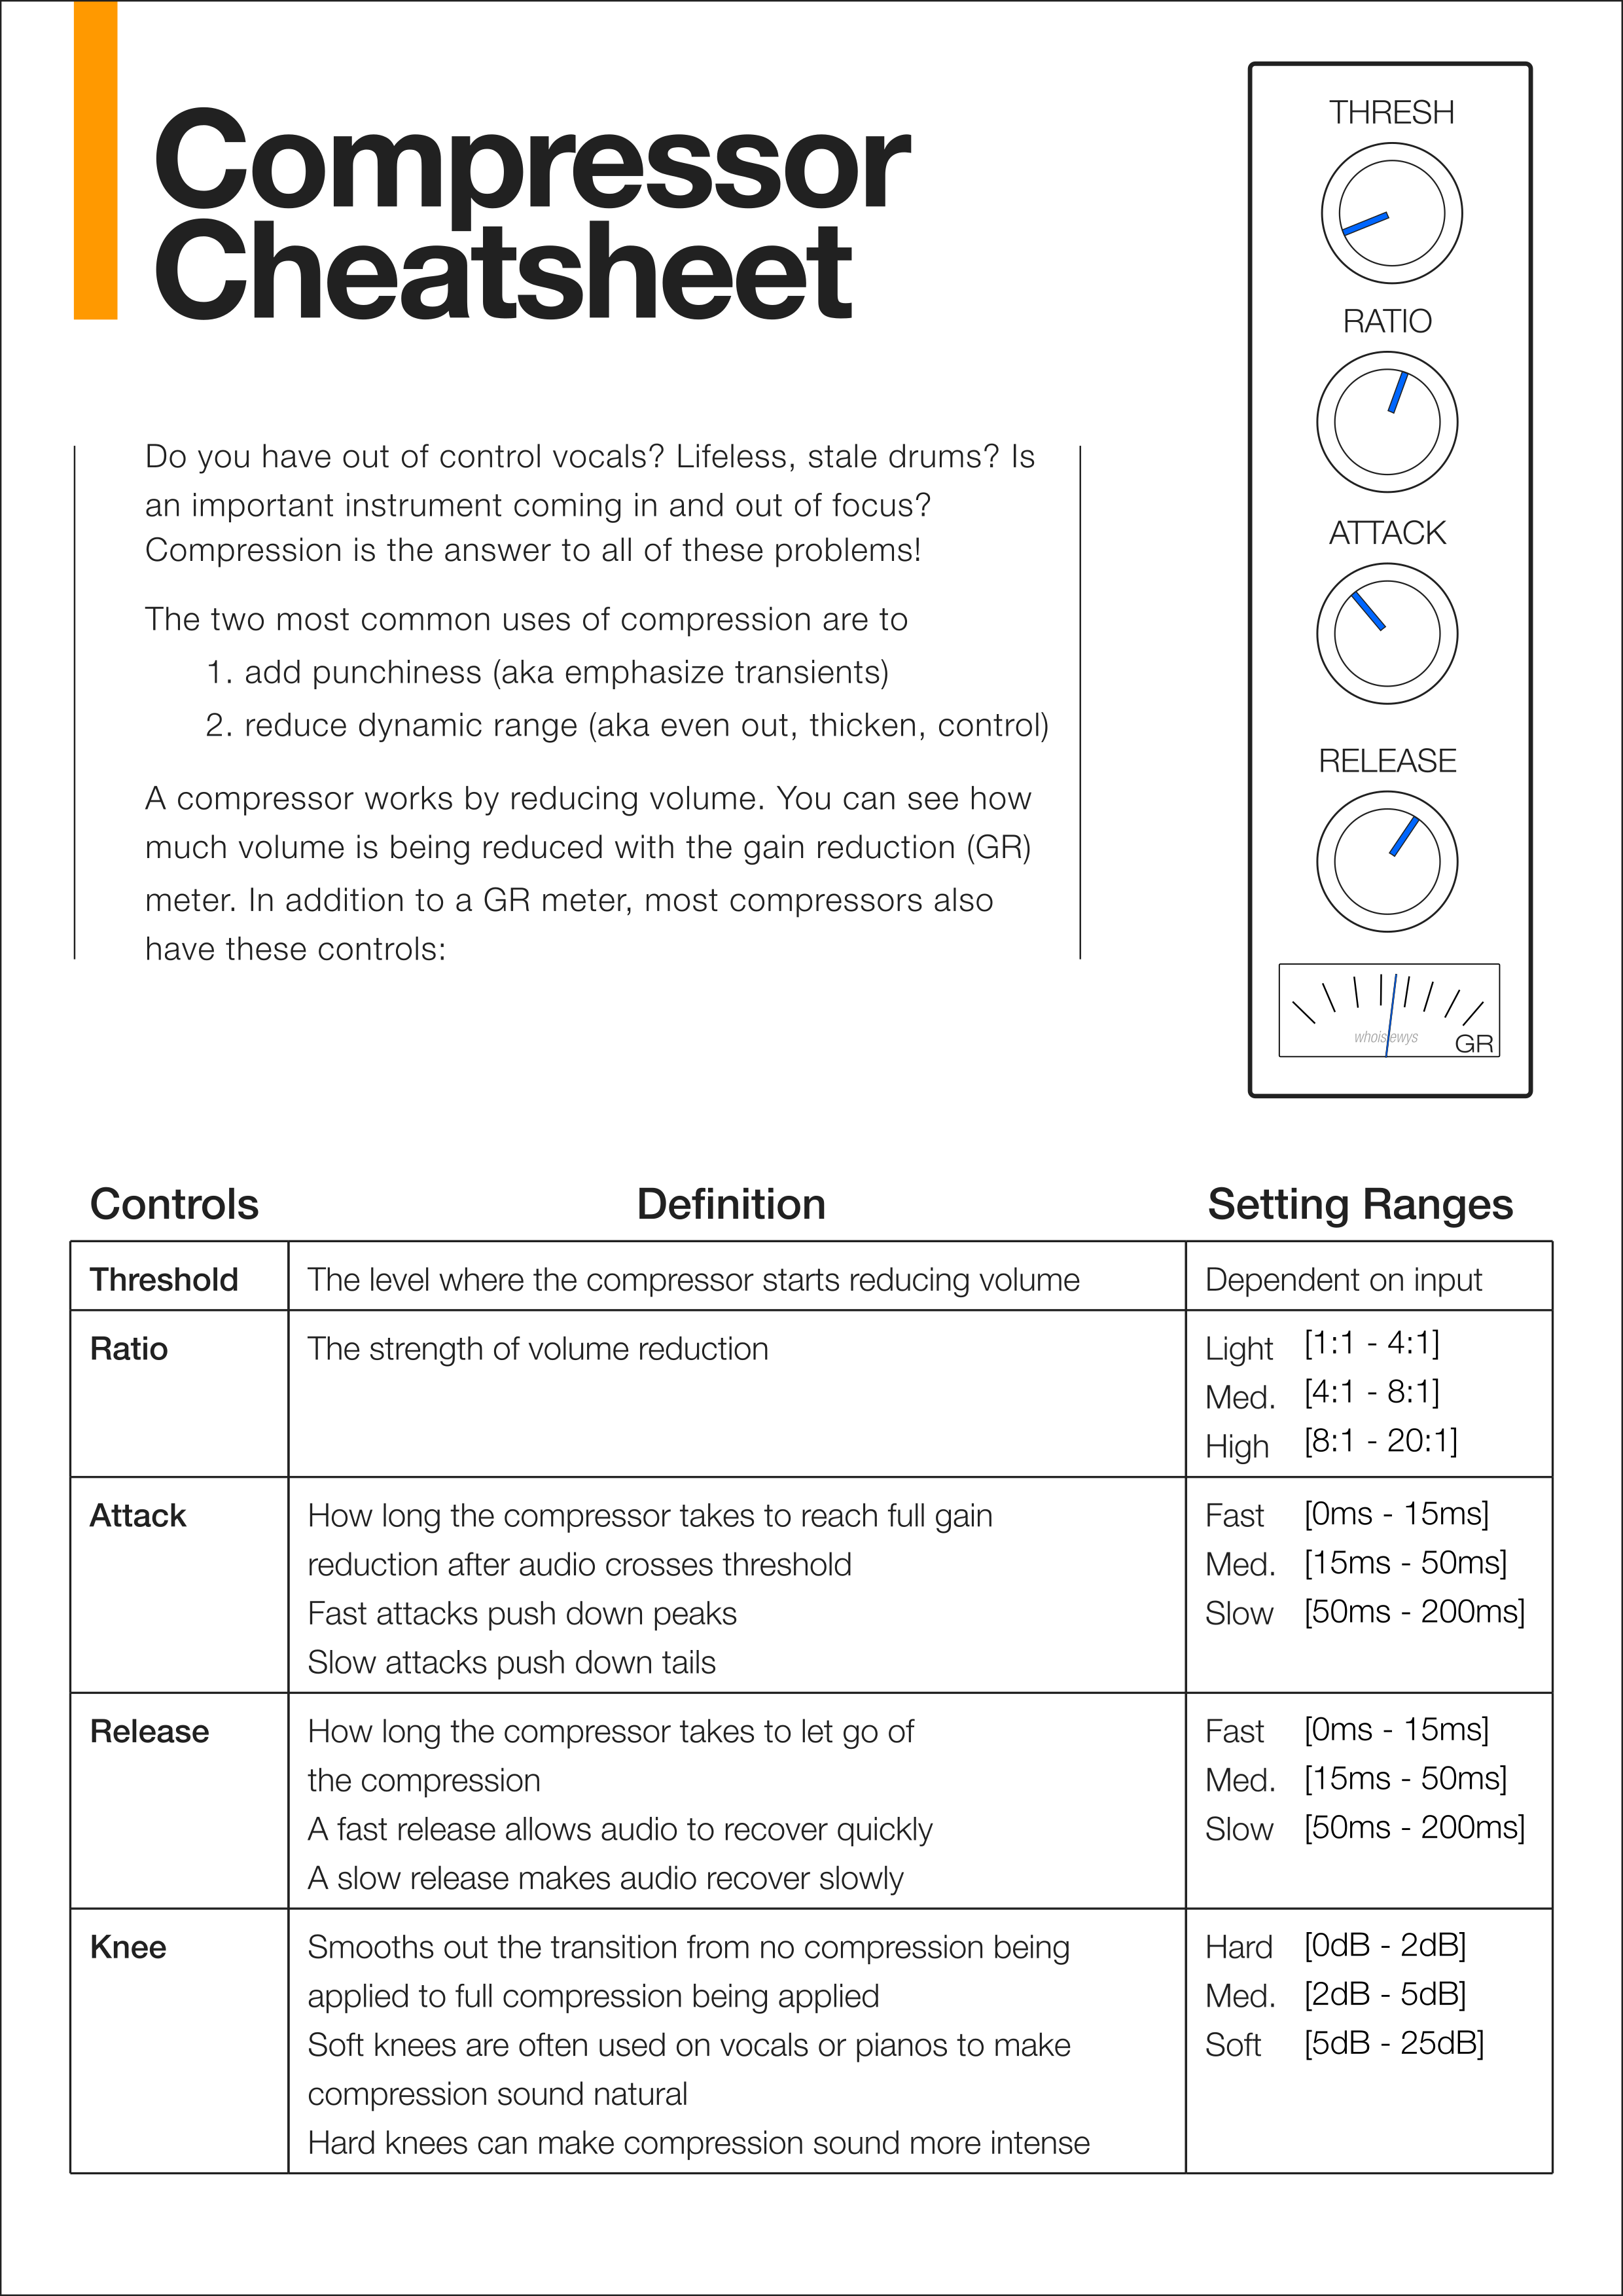 Compressor
Cheatsheet
Do you have out of control vocals? Lifeless, stale drums? Is
an important instrument coming in and out of focus?
Compression is the answer to all of these problems!
The two most common uses of compression are to
1. add punchiness (aka emphasize transients)
2. reduce dynamic range (aka even out, thicken, control)
A compressor works by reducing volume. You can see how
much volume is being reduced with the gain reduction (GR)
meter. In addition to a GR meter, most compressors also
have these controls:
THRESH
RATIO
ATTACK
RELEASE
GR
Controls Definition Setting Ranges
Threshold The level where the compressor starts reducing volume Dependent on input
Ratio The strength of volume reduction Light [1:1 - 4:1]
Med. [4:1 - 8:1]
High [8:1 - 20:1]
Attack How long the compressor takes to reach full gain Fast [0ms - 15ms]
reduction after audio crosses threshold Med. [15ms - 50ms]
Fast attacks push down peaks Slow [50ms - 200ms]
Slow attacks push down tails
Release How long the compressor takes to let go of Fast [0ms - 15ms]
the compression Med. [15ms - 50ms]
A fast release allows audio to recover quickly Slow [50ms - 200ms]
A slow release makes audio recover slowly
Knee Smooths out the transition from no compression being Hard [0dB - 2dB]
applied to full compression being applied Med. [2dB - 5dB]
Soft knees are often used on vocals or pianos to make Soft [5dB - 25dB]
compression sound natural
Hard knees can make compression sound more intense